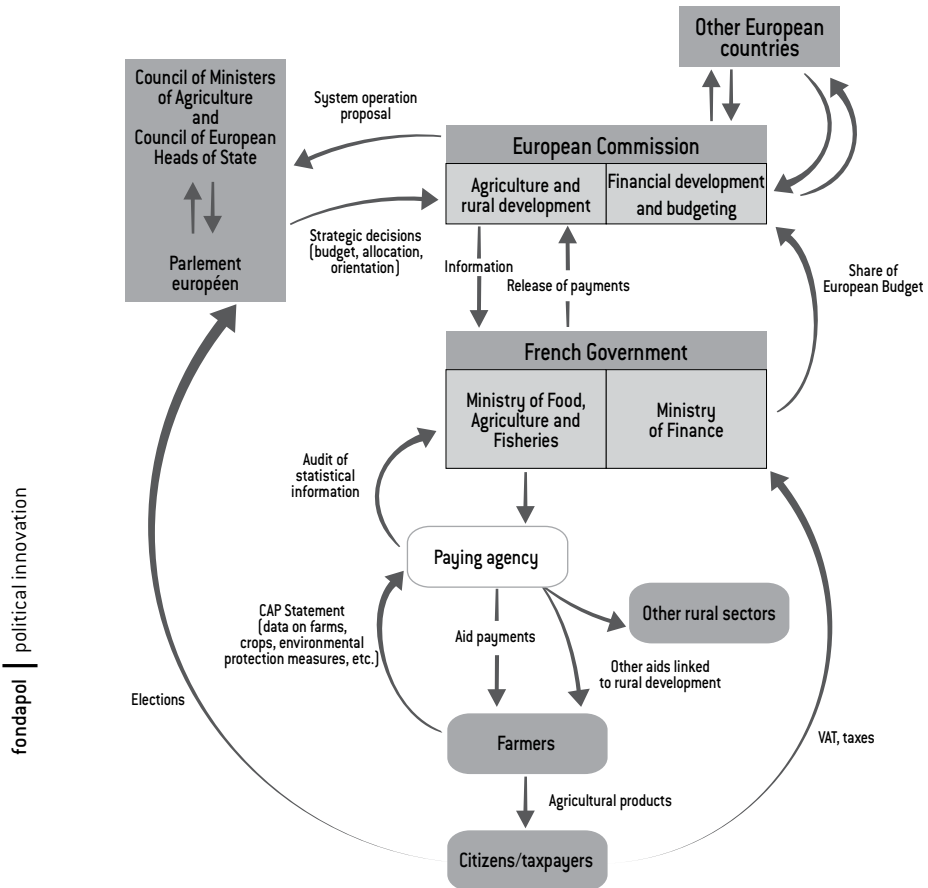 Other European
countries
Council of Ministers
of Agriculture
and
Council of European
Heads of State
Parlement
européen
System operation
proposal
European Commission
Agriculture and
rural development
Financial development
and budgeting
Strategic decisions
(budget, allocation,
orientation)
Information
Release of payments
Share of
European Budget
French Government
Ministry of Food,
Agriculture and
Fisheries
Ministry
of Finance
Audit of
statistical
information
Paying agency
CAP Statement
(data on farms,
crops, environmental
protection measures, etc.)
Aid payments
Other rural sectors
Other aids linked
to rural development
Elections
Farmers
VAT, taxes
Agricultural products
Citizens/taxpayers
fondapol | political innovation